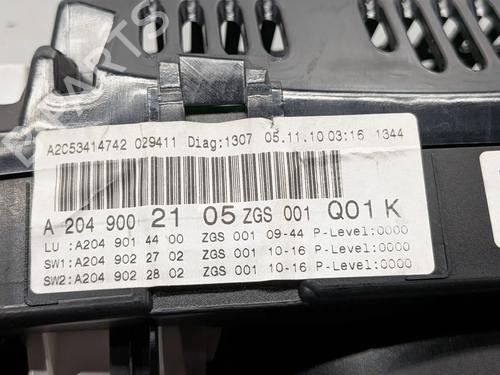 A2C53414742 029411 Diag:1307 05.11.10 03:16 1344
A 204 900 21 05 ZGS 001 Q01 K
LU :A204 901 44 00 ZGS 001 09-44 P-Level:0000
SW1:A204 902 27 02 ZGS 001 10-16 P-Level:0000
SW2:A204 902 28 02 ZGS 001 10-16 P-Level:0000